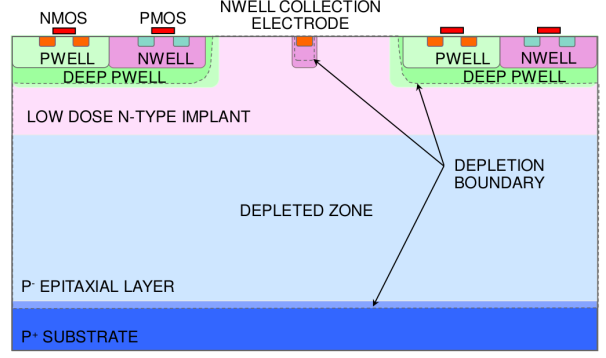 NWELL COLLECTION
ELECTRODE
NMOS
PMOS
PWELL
NWELL
DEEP PWELL
PWELL
NWELL
DEEP PWELL
LOW DOSE N-TYPE IMPLANT
DEPLETION
BOUNDARY
DEPLETED ZONE
P- EPITAXIAL LAYER
P+ SUBSTRATE